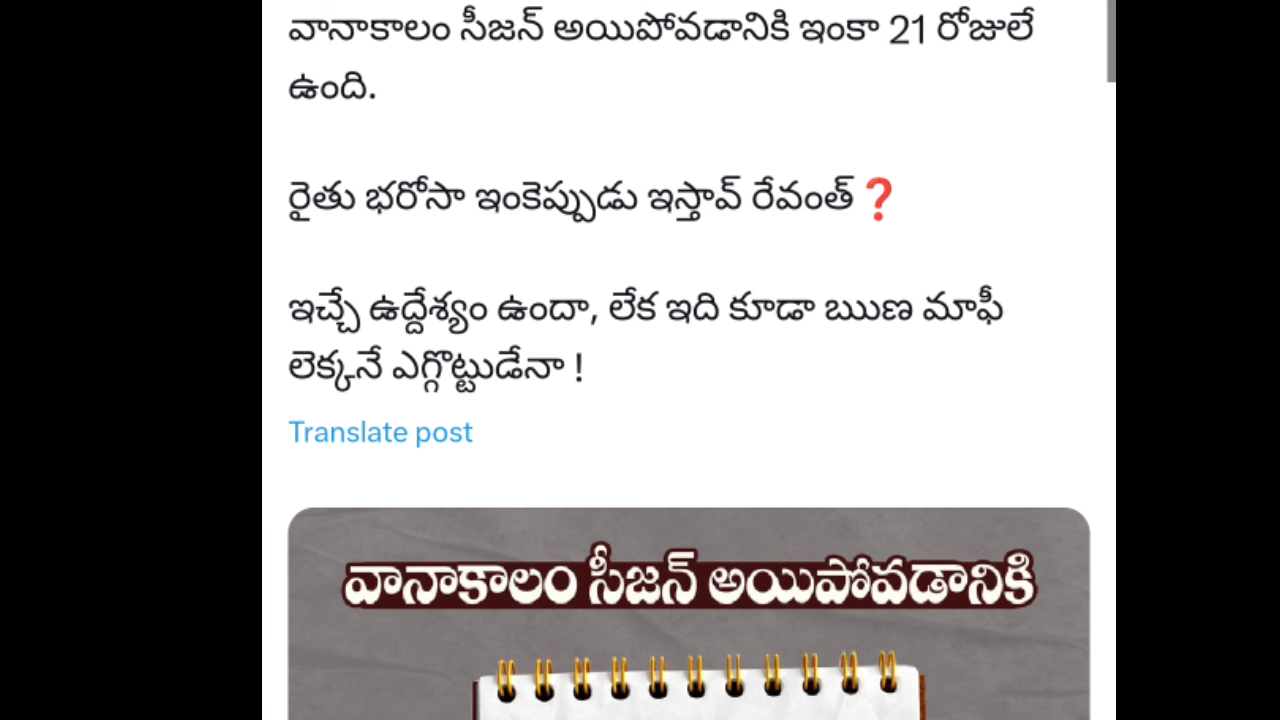 వానాకాలం సీజన్ అయిపోవడానికి ఇంకా 21 రోజులే
ఉంది.
రైతు భరోసా ఇంకెప్పుడు ఇస్తావ్ రేవంత్❓
ఇచ్చే ఉద్దేశ్యం ఉందా, లేక ఇది కూడా ఋణ మాఫీ
లెక్కనే ఎగ్గొట్టుడేనా !
Translate post
వానాకాలం సీజన్ అయిపోవడానికి